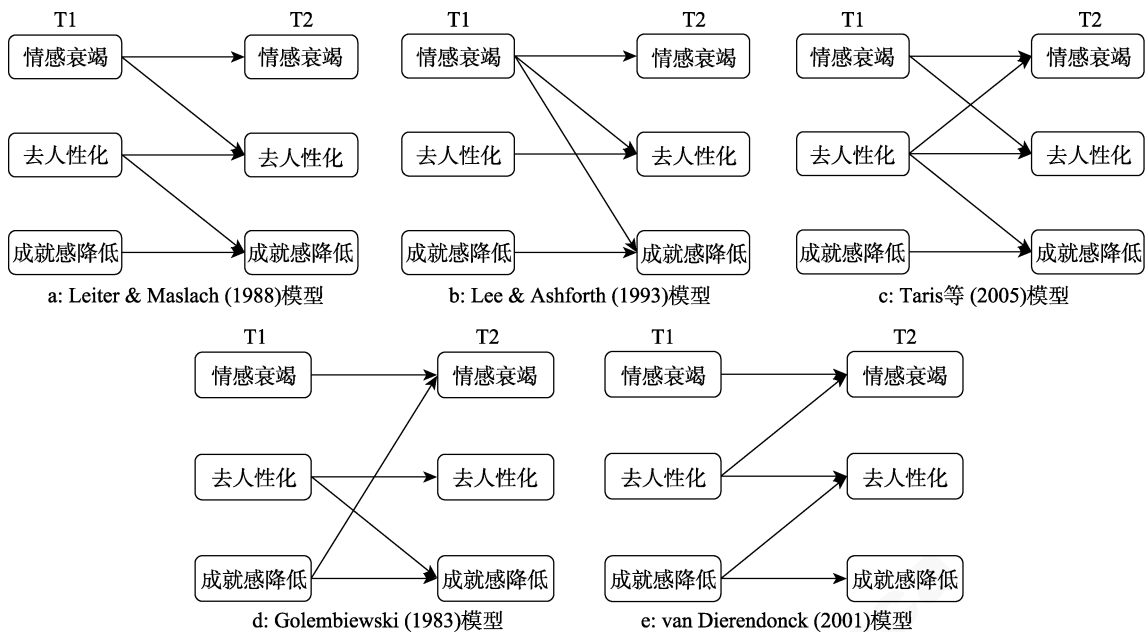 T1 T2
情感衰竭 情感衰竭
去人性化 去人性化
成就感降低 成就感降低
a: Leiter & Maslach (1988)模型
T1 T2
情感衰竭 情感衰竭
去人性化 去人性化
成就感降低 成就感降低
b: Lee & Ashforth (1993)模型
T1 T2
情感衰竭 情感衰竭
去人性化 去人性化
成就感降低 成就感降低
c: Taris等 (2005)模型
T1 T2
情感衰竭 情感衰竭
去人性化 去人性化
成就感降低 成就感降低
d: Golembiewski (1983)模型
T1 T2
情感衰竭 情感衰竭
去人性化 去人性化
成就感降低 成就感降低
e: van Dierendonck (2001)模型